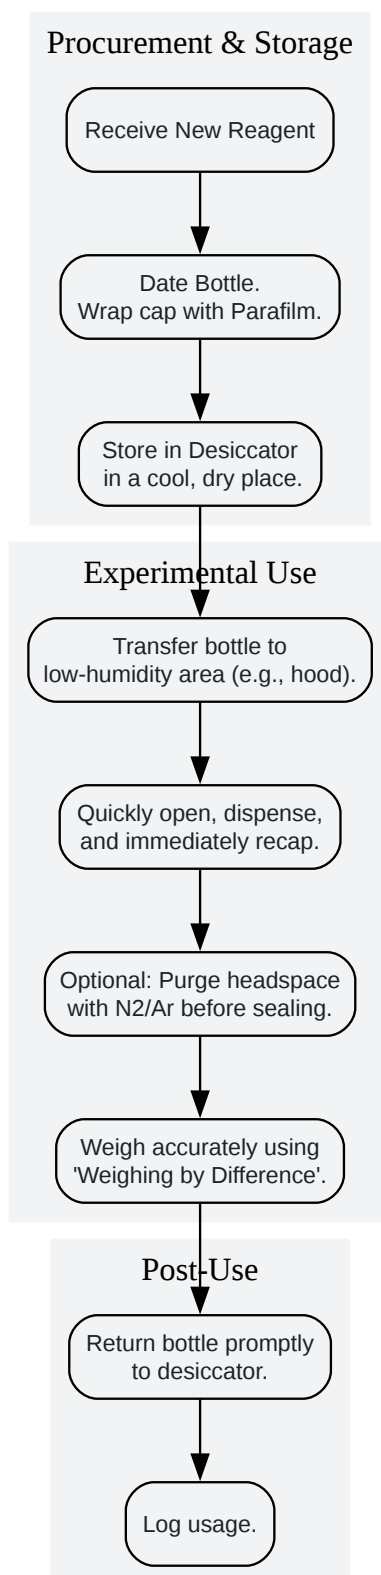 Procurement & Storage
Receive New Reagent
Date Bottle.
Wrap cap with Parafilm.
Store in Desiccator
in a cool, dry place.
Experimental Use
Transfer bottle to
low-humidity area (e.g., hood).
Quickly open, dispense,
and immediately recap.
Optional: Purge headspace
with N2/Ar before sealing.
Weigh accurately using
'Weighing by Difference'.
Post-Use
Return bottle promptly
to desiccator.
Log usage.